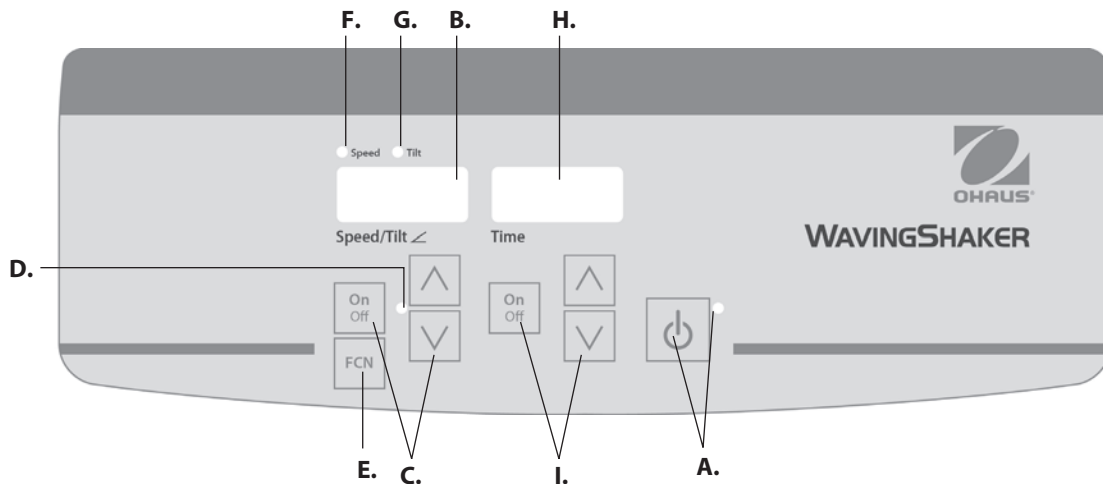 F. G. B. H.
Speed Tilt
OHAUS®
Speed/Tilt Time
WAVINGSHAKER
D.
On
Off
On
Off
FCN
E. C. I. A.